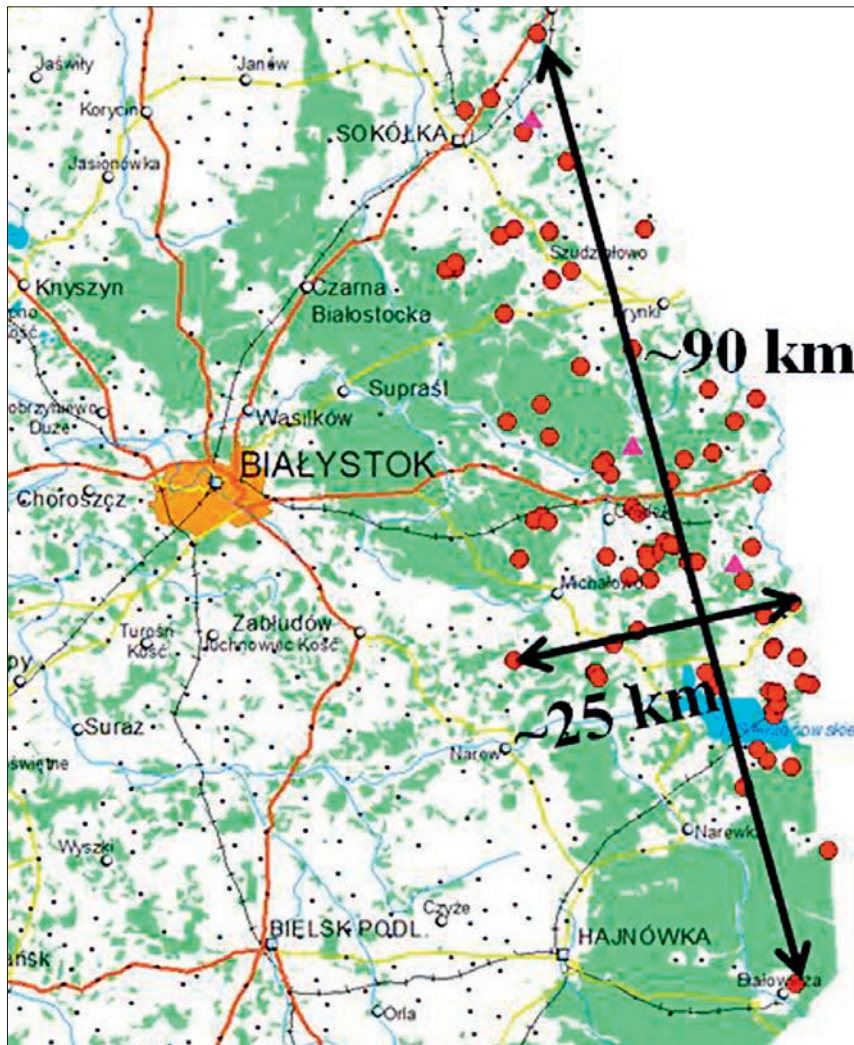 Jaświły
Janów
Korycin
SOKÓŁKA
Jasionówka
Szudziałowo
Knyszyn
Czarna
Białostocka
~90 km
Supraśl
Wasilków
Duże
BIAŁYSTOK
Choroszcz
Michałowo
Zabłudów
Turośń
Kość
Juchnowiec Kość
~25 km
Suraż
Narew
Narewka
Wyszki
Czyże
BIELSK PODL.
HAJNÓWKA
Białowieża
Orla